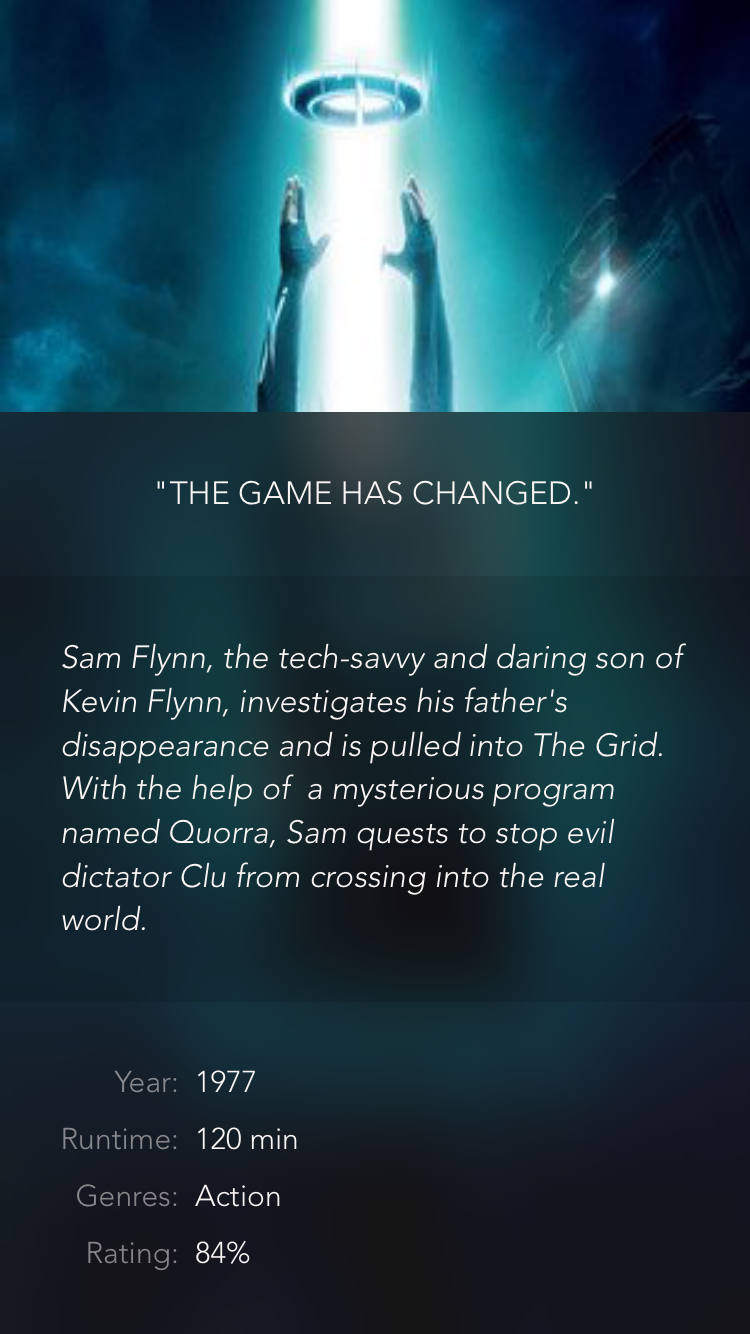 "THE GAME HAS CHANGED."
Sam Flynn, the tech-savvy and daring son of
Kevin Flynn, investigates his father's
disappearance and is pulled into The Grid.
With the help of  a mysterious program
named Quorra, Sam quests to stop evil
dictator Clu from crossing into the real
world.
Year: 1977
Runtime: 120 min
Genres: Action
Rating: 84%